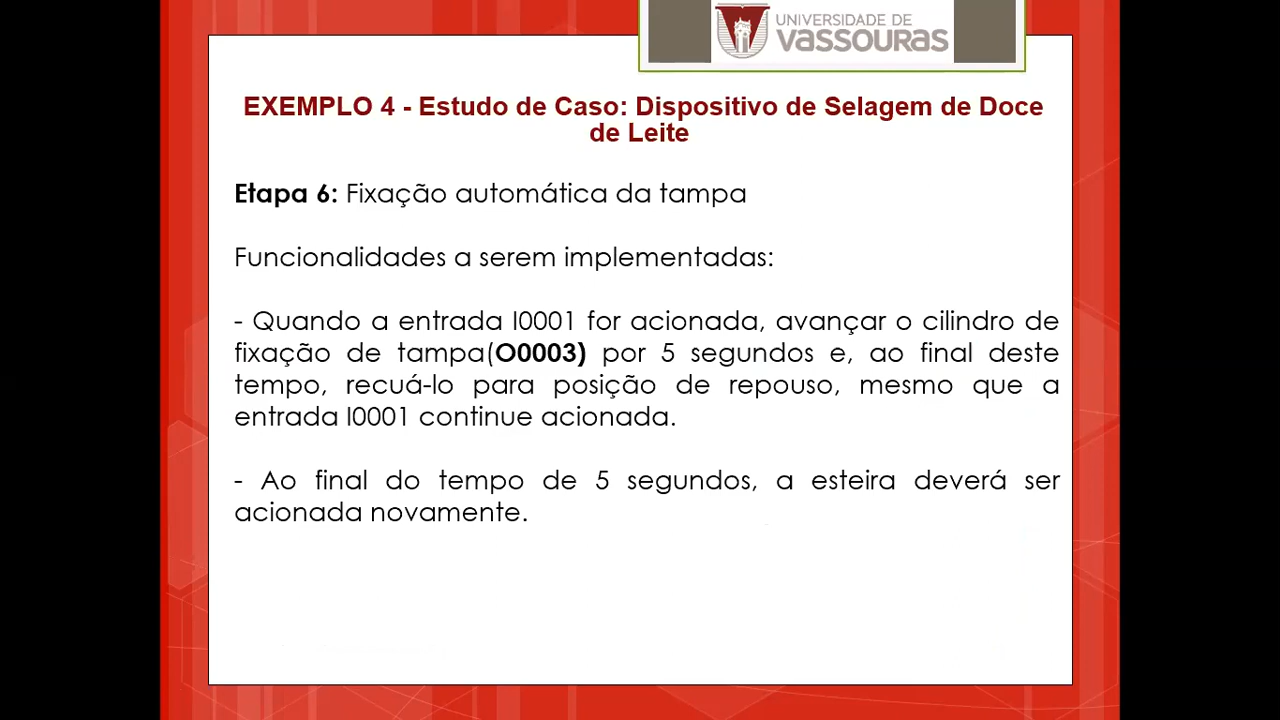 UNIVERSIDADE DE
VASSOURAS
EXEMPLO 4 - Estudo de Caso: Dispositivo de Selagem de Doce
de Leite
Etapa 6: Fixação automática da tampa
Funcionalidades a serem implementadas:
- Quando a entrada I0001 for acionada, avançar o cilindro de
fixação de tampa(O0003) por 5 segundos e, ao final deste
tempo, recuá-lo para posição de repouso, mesmo que a
entrada I0001 continue acionada.
- Ao final do tempo de 5 segundos, a esteira deverá ser
acionada novamente.